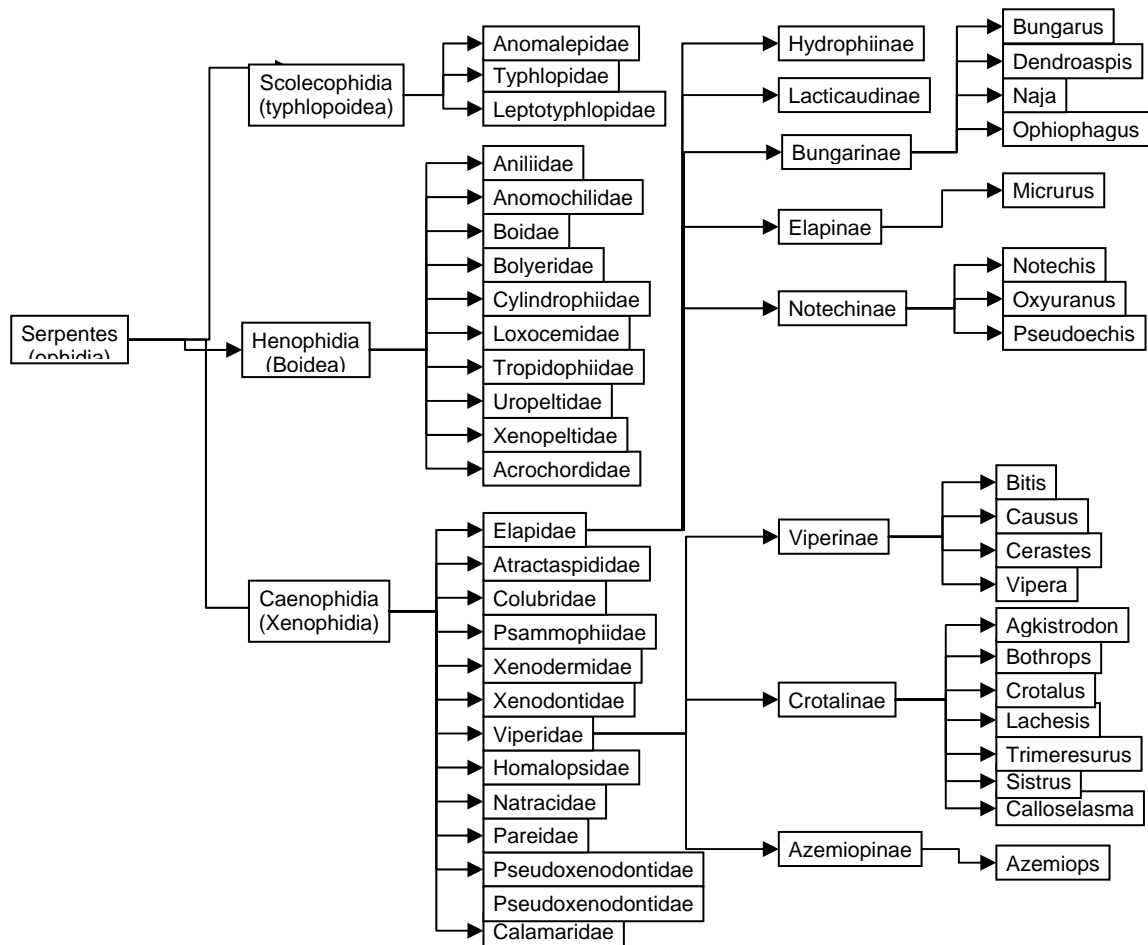 Serpentes
(ophidia)
Scolecophidia
(typhlopoidea)
Henophidia
(Boidea)
Caenophidia
(Xenophidia)
Anomalepidae
Typhlopidae
Leptotyphlopidae
Aniliidae
Anomochilidae
Boidae
Bolyeridae
Cylindrophiidae
Loxocemidae
Tropidophiidae
Uropeltidae
Xenopeltidae
Acrochordidae
Elapidae
Atractaspididae
Colubridae
Psammophiidae
Xenodermidae
Xenodontidae
Viperidae
Homalopsidae
Natracidae
Pareidae
Pseudoxenodontidae
Pseudoxenodontidae
Calamaridae
Hydrophiinae
Lacticaudinae
Bungarinae
Elapinae
Notechinae
Viperinae
Crotalinae
Azemiopinae
Bungarus
Dendroaspis
Naja
Ophiophagus
Micrurus
Notechis
Oxyuranus
Pseudoechis
Bitis
Causus
Cerastes
Vipera
Agkistrodon
Bothrops
Crotalus
Lachesis
Trimeresurus
Sistrus
Calloselasma
Azemiops